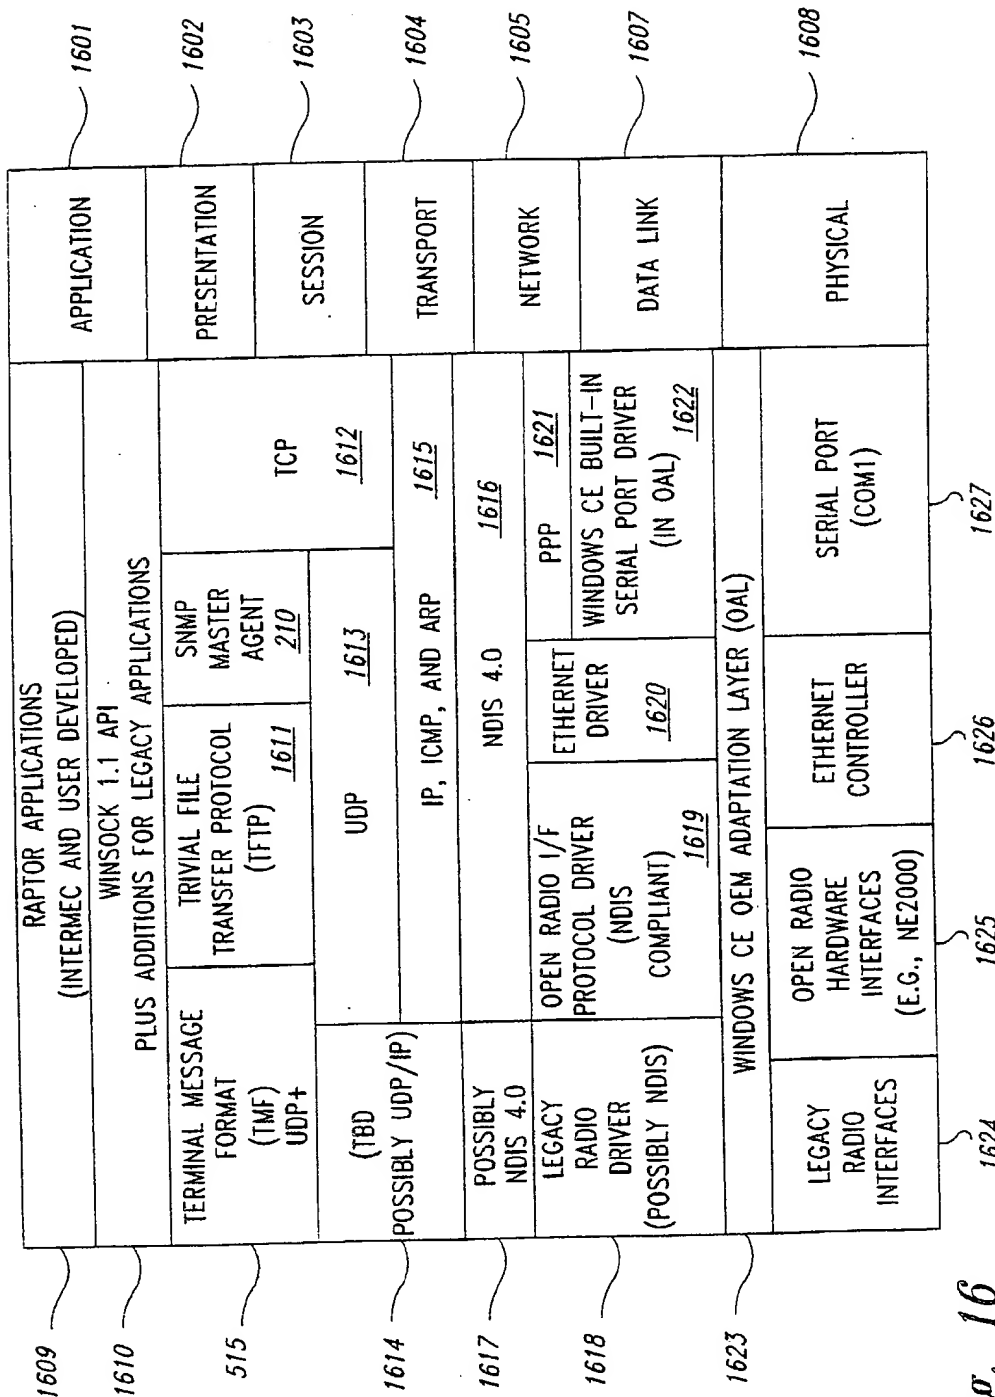 1609
RAPTOR APPLICATIONS
(INTERMEC AND USER DEVELOPED)
APPLICATION
1601
1610
WINSOCK 1.1 API
PLUS ADDITIONS FOR LEGACY APPLICATIONS
515
TERMINAL MESSAGE
FORMAT
(TMF)
UDP+
TRIVIAL FILE
TRANSFER PROTOCOL
(TFTP)
1611
SNMP
MASTER
AGENT
210
TCP
1612
PRESENTATION
1602
SESSION
1603
1614
(TBD
POSSIBLY UDP/IP)
UDP
1613
TRANSPORT
1604
IP, ICMP, AND ARP
1615
1617
POSSIBLY
NDIS 4.0
NDIS 4.0
1616
NETWORK
1605
1618
LEGACY
RADIO
DRIVER
(POSSIBLY NDIS)
OPEN RADIO I/F
PROTOCOL DRIVER
(NDIS
COMPLIANT)
1619
ETHERNET
DRIVER
1620
PPP
1621
WINDOWS CE BUILT-IN
SERIAL PORT DRIVER
(IN OAL)
1622
DATA LINK
1607
1623
WINDOWS CE OEM ADAPTATION LAYER (OAL)
LEGACY
RADIO
INTERFACES
OPEN RADIO
HARDWARE
INTERFACES
(E.G., NE2000)
ETHERNET
CONTROLLER
SERIAL PORT
(COM1)
PHYSICAL
1608
1624
1625
1626
1627
16